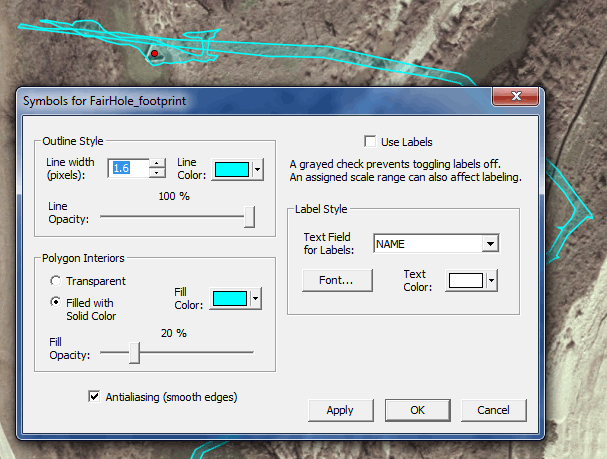 Symbols for FairHole_footprint
Outline Style
Line width
(pixels):
1.6
Line
Color:
100 %
Line
Opacity:
Polygon Interiors
Transparent
Filled with
Solid Color
Fill
Color:
20 %
Fill
Opacity:
Antialiasing (smooth edges)
Use Labels
A grayed check prevents toggling labels off.
An assigned scale range can also affect labeling.
Label Style
Text Field
for Labels:
NAME
Font...
Text
Color:
Apply
OK
Cancel